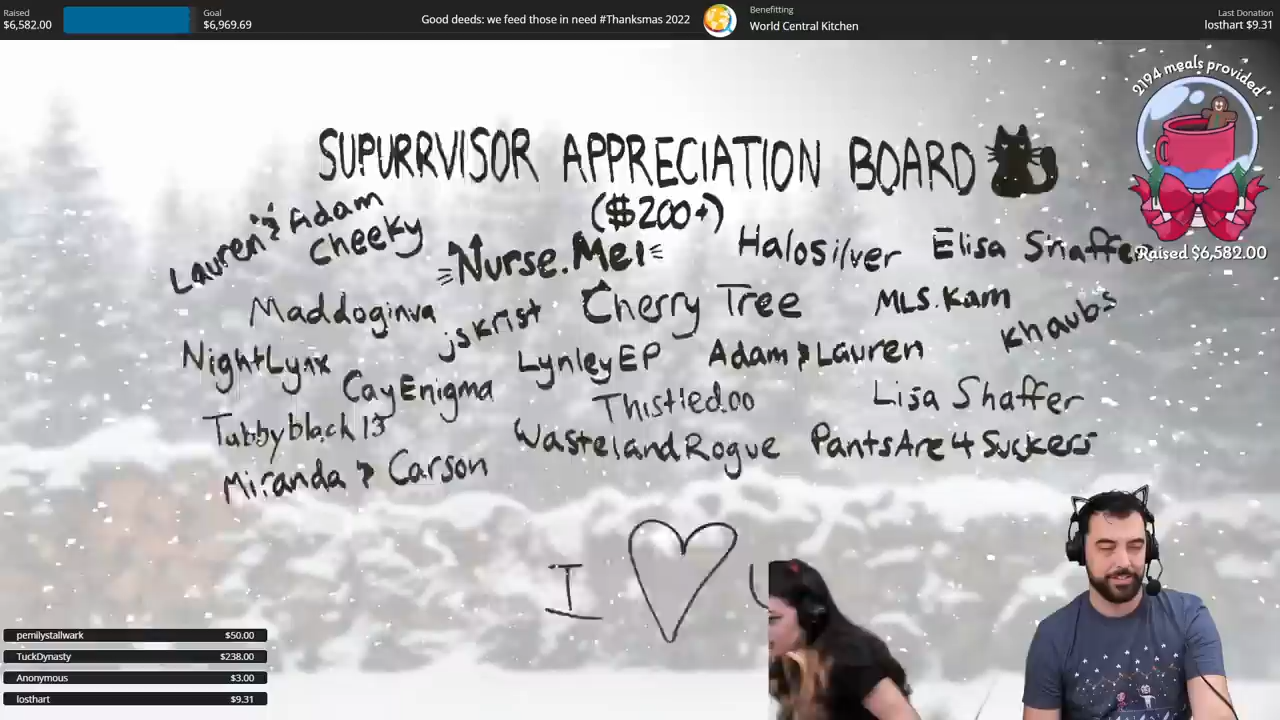 Raised
$6,582.00
Goal
$6,969.69
Good deeds: we feed those in need #Thanksmas 2022
Benefitting
World Central Kitchen
Last Donation
losthart $9.31
2194 meals provided
Raised $6,582.00
SUPURRVISOR APPRECIATION BOARD
($200+)
Lauren & Adam
Cheeky
Nurse.Mel
Halosilver
Elisa Shaffer
Maddoginva
jskrist
Cherry Tree
MLS.Kam
Khaubs
NightLynx
CayEnigma
LynleyEP
Adam & Lauren
Thistledoo
Lisa Shaffer
Tubbyblack13
WastelandRogue
PantsAre4Suckers
Miranda & Carson
I
pemilystallwark $50.00
TuckDynasty $238.00
Anonymous $3.00
losthart $9.31